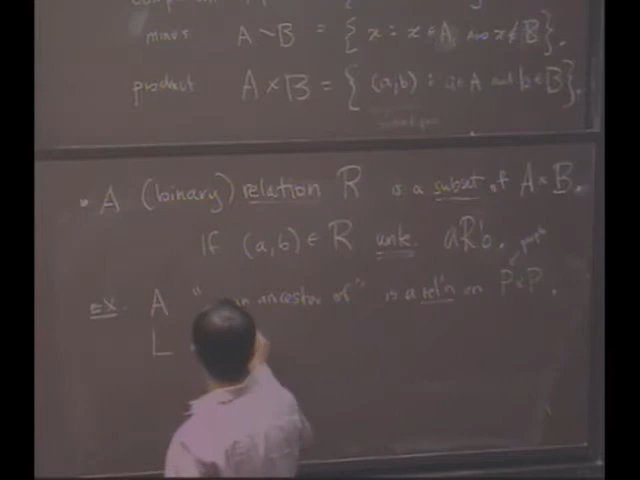 minus A ∖ B = { x : x ∈ A and x ∉ B }.
product A × B = { (a,b) : a ∈ A and b ∈ B }.
• A (binary) relation R is a subset of A × B.
If (a,b) ∈ R write aRb.
people
Ex. A " an ancestor of " is a rel'n on P × P.
L